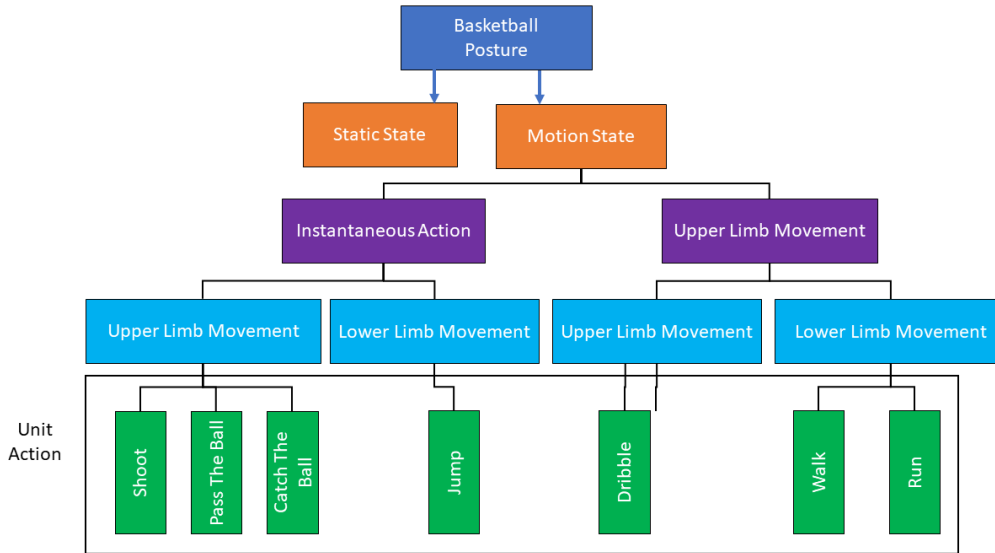 Basketball
Posture
Static State
Motion State
Instantaneous Action
Upper Limb Movement
Upper Limb Movement
Lower Limb Movement
Upper Limb Movement
Lower Limb Movement
Unit
Action
Shoot
Pass The Ball
Catch The
Ball
Jump
Dribble
Walk
Run